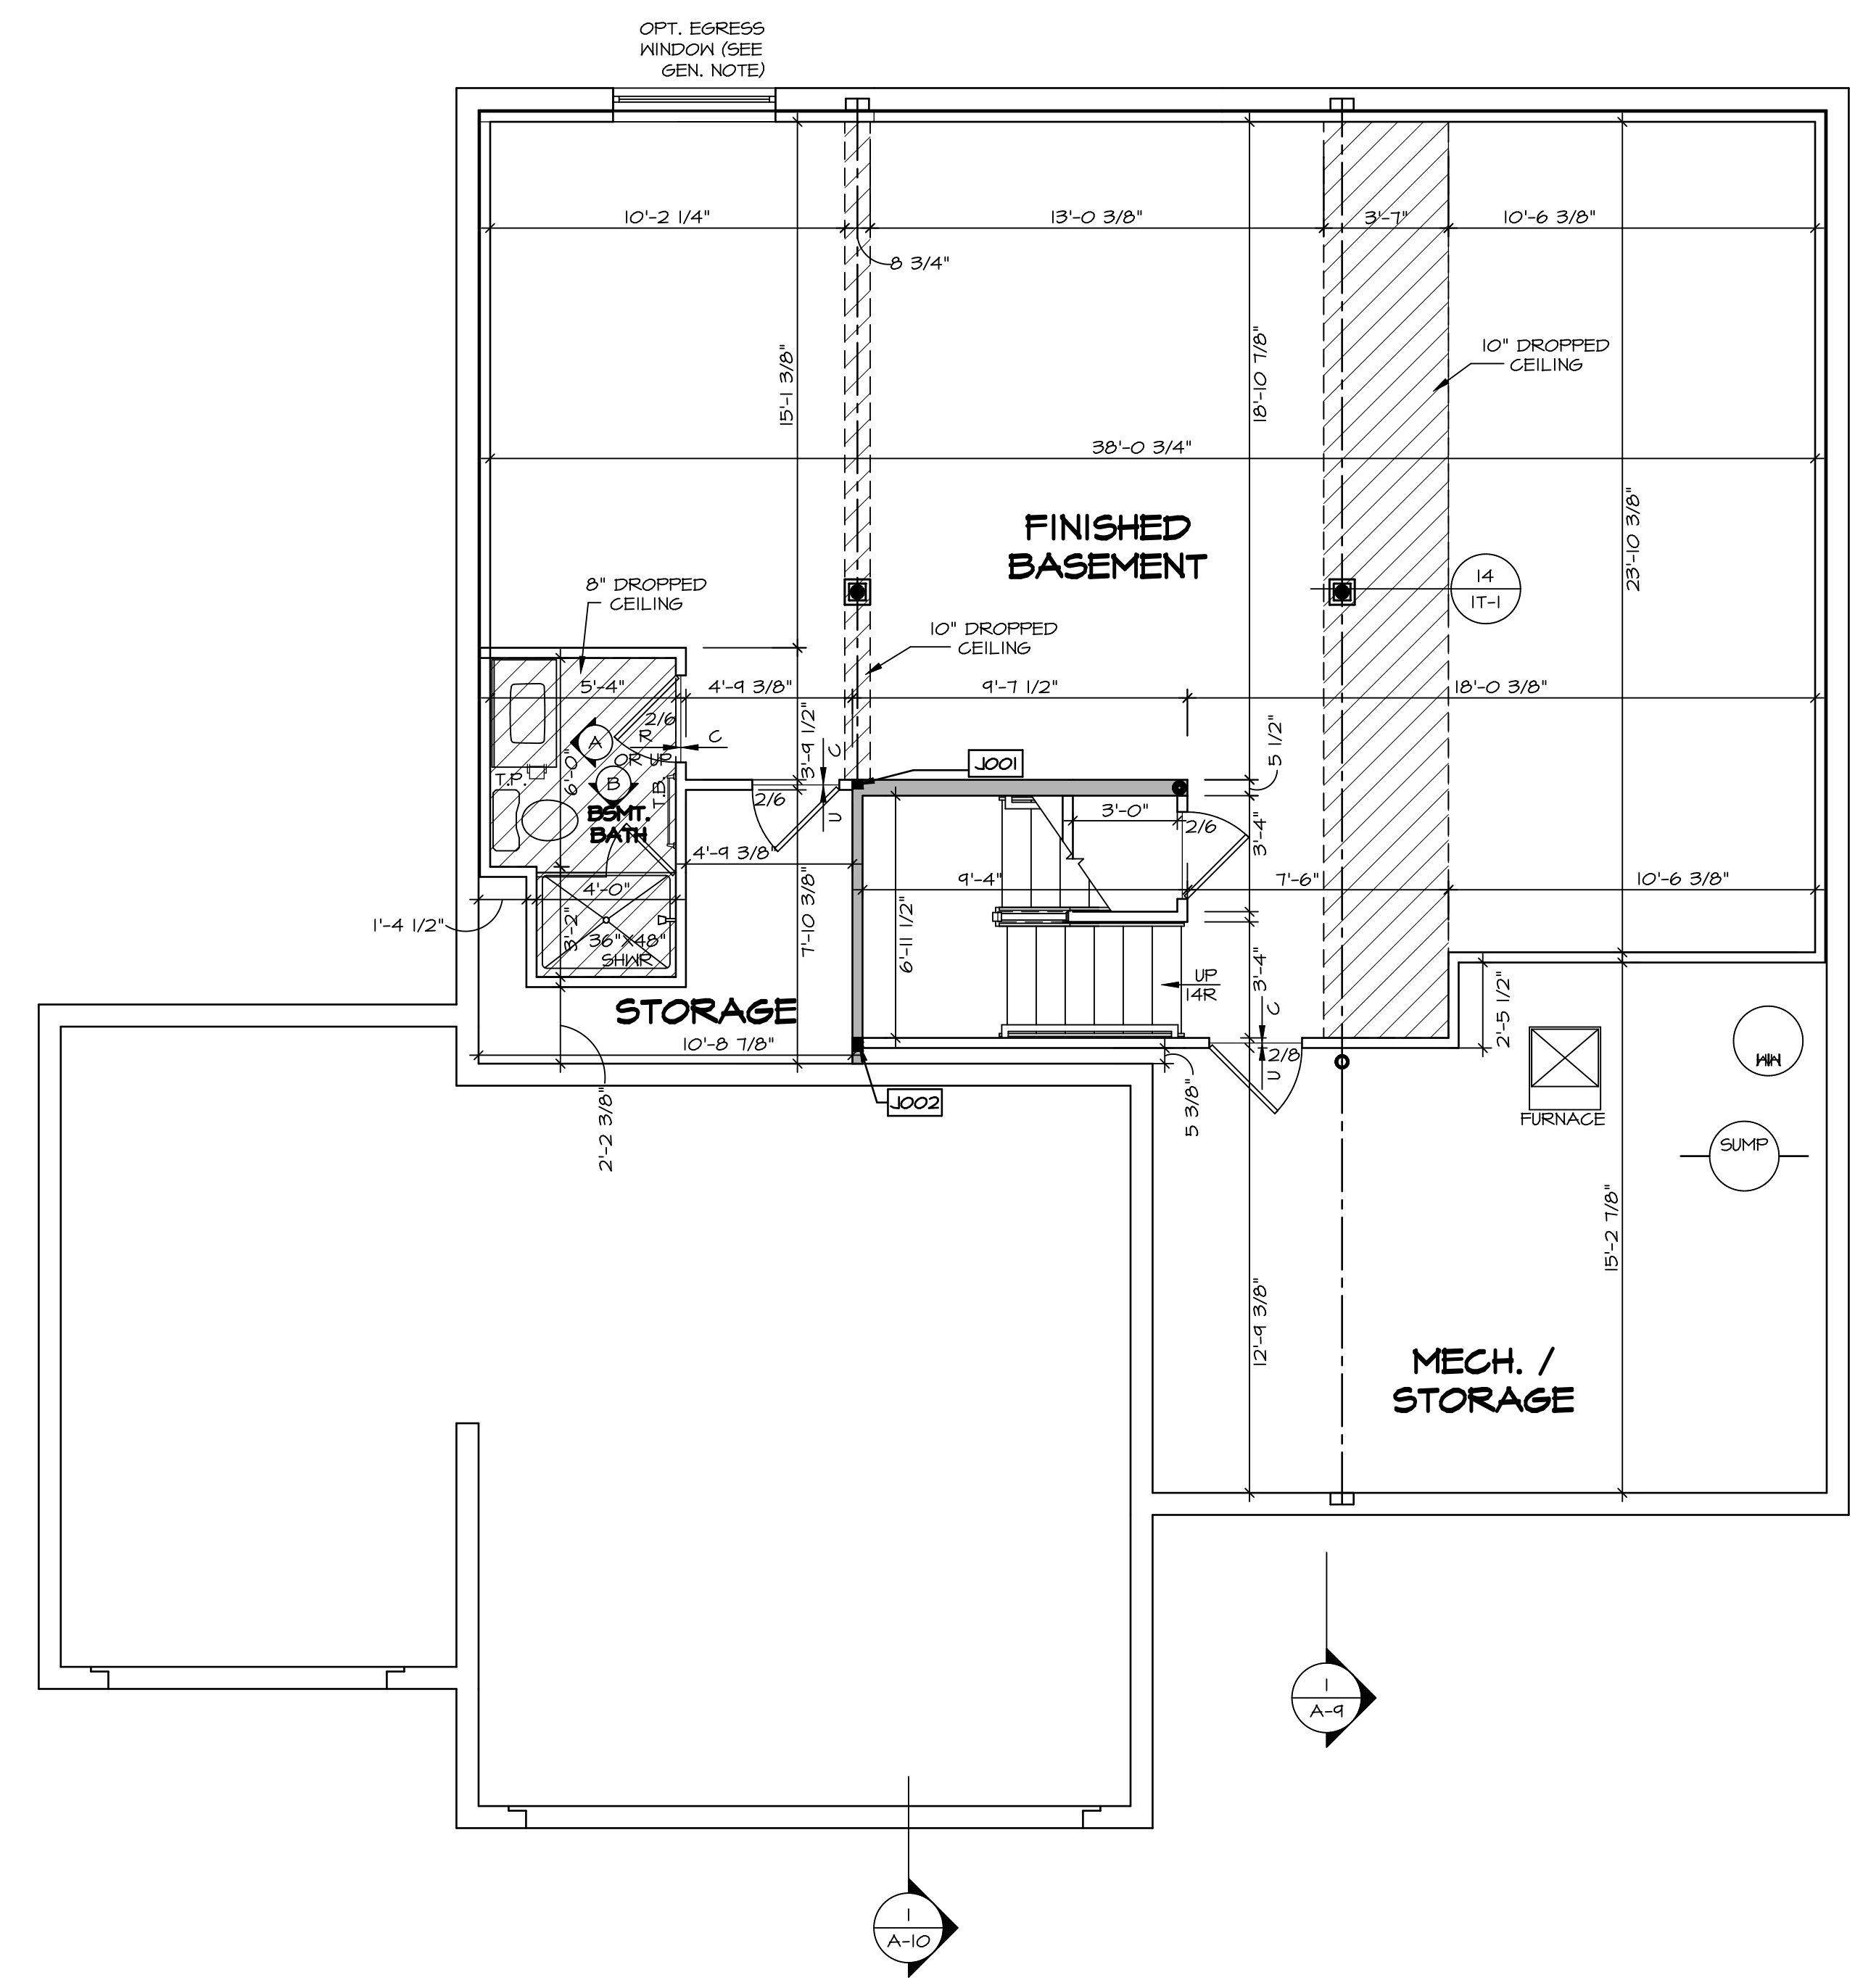 OPT. EGRESS
WINDOW (SEE
GEN. NOTE)
10'-2 1/4"
13'-0 3/8"
3'-7"
10'-6 3/8"
8 3/4"
15'-1 3/8"
18'-10 7/8"
10" DROPPED
CEILING
38'-0 3/4"
23'-10 3/8"
FINISHED
BASEMENT
8" DROPPED
CEILING
14
1T-1
10" DROPPED
CEILING
5'-4"
4'-9 3/8"
9'-7 1/2"
18'-0 3/8"
2/6
R
C
A
OR UP
3'-9 1/2"
C
5 1/2"
J001
T.P.
6'-0"
B
T.B.
2/6
U
BSMT.
BATH
3'-0"
2/6
3'-4"
4'-9 3/8"
4'-0"
9'-4"
7'-6"
10'-6 3/8"
1'-4 1/2"
3'-2"
36"X48"
SHWR
7'-10 3/8"
6'-11 1/2"
UP
14R
3'-4"
C
2'-5 1/2"
STORAGE
10'-8 7/8"
2/8
U
WH
FURNACE
J002
5 3/8"
2'-2 3/8"
SUMP
15'-2 7/8"
12'-9 3/8"
MECH. /
STORAGE
1
A-9
1
A-10